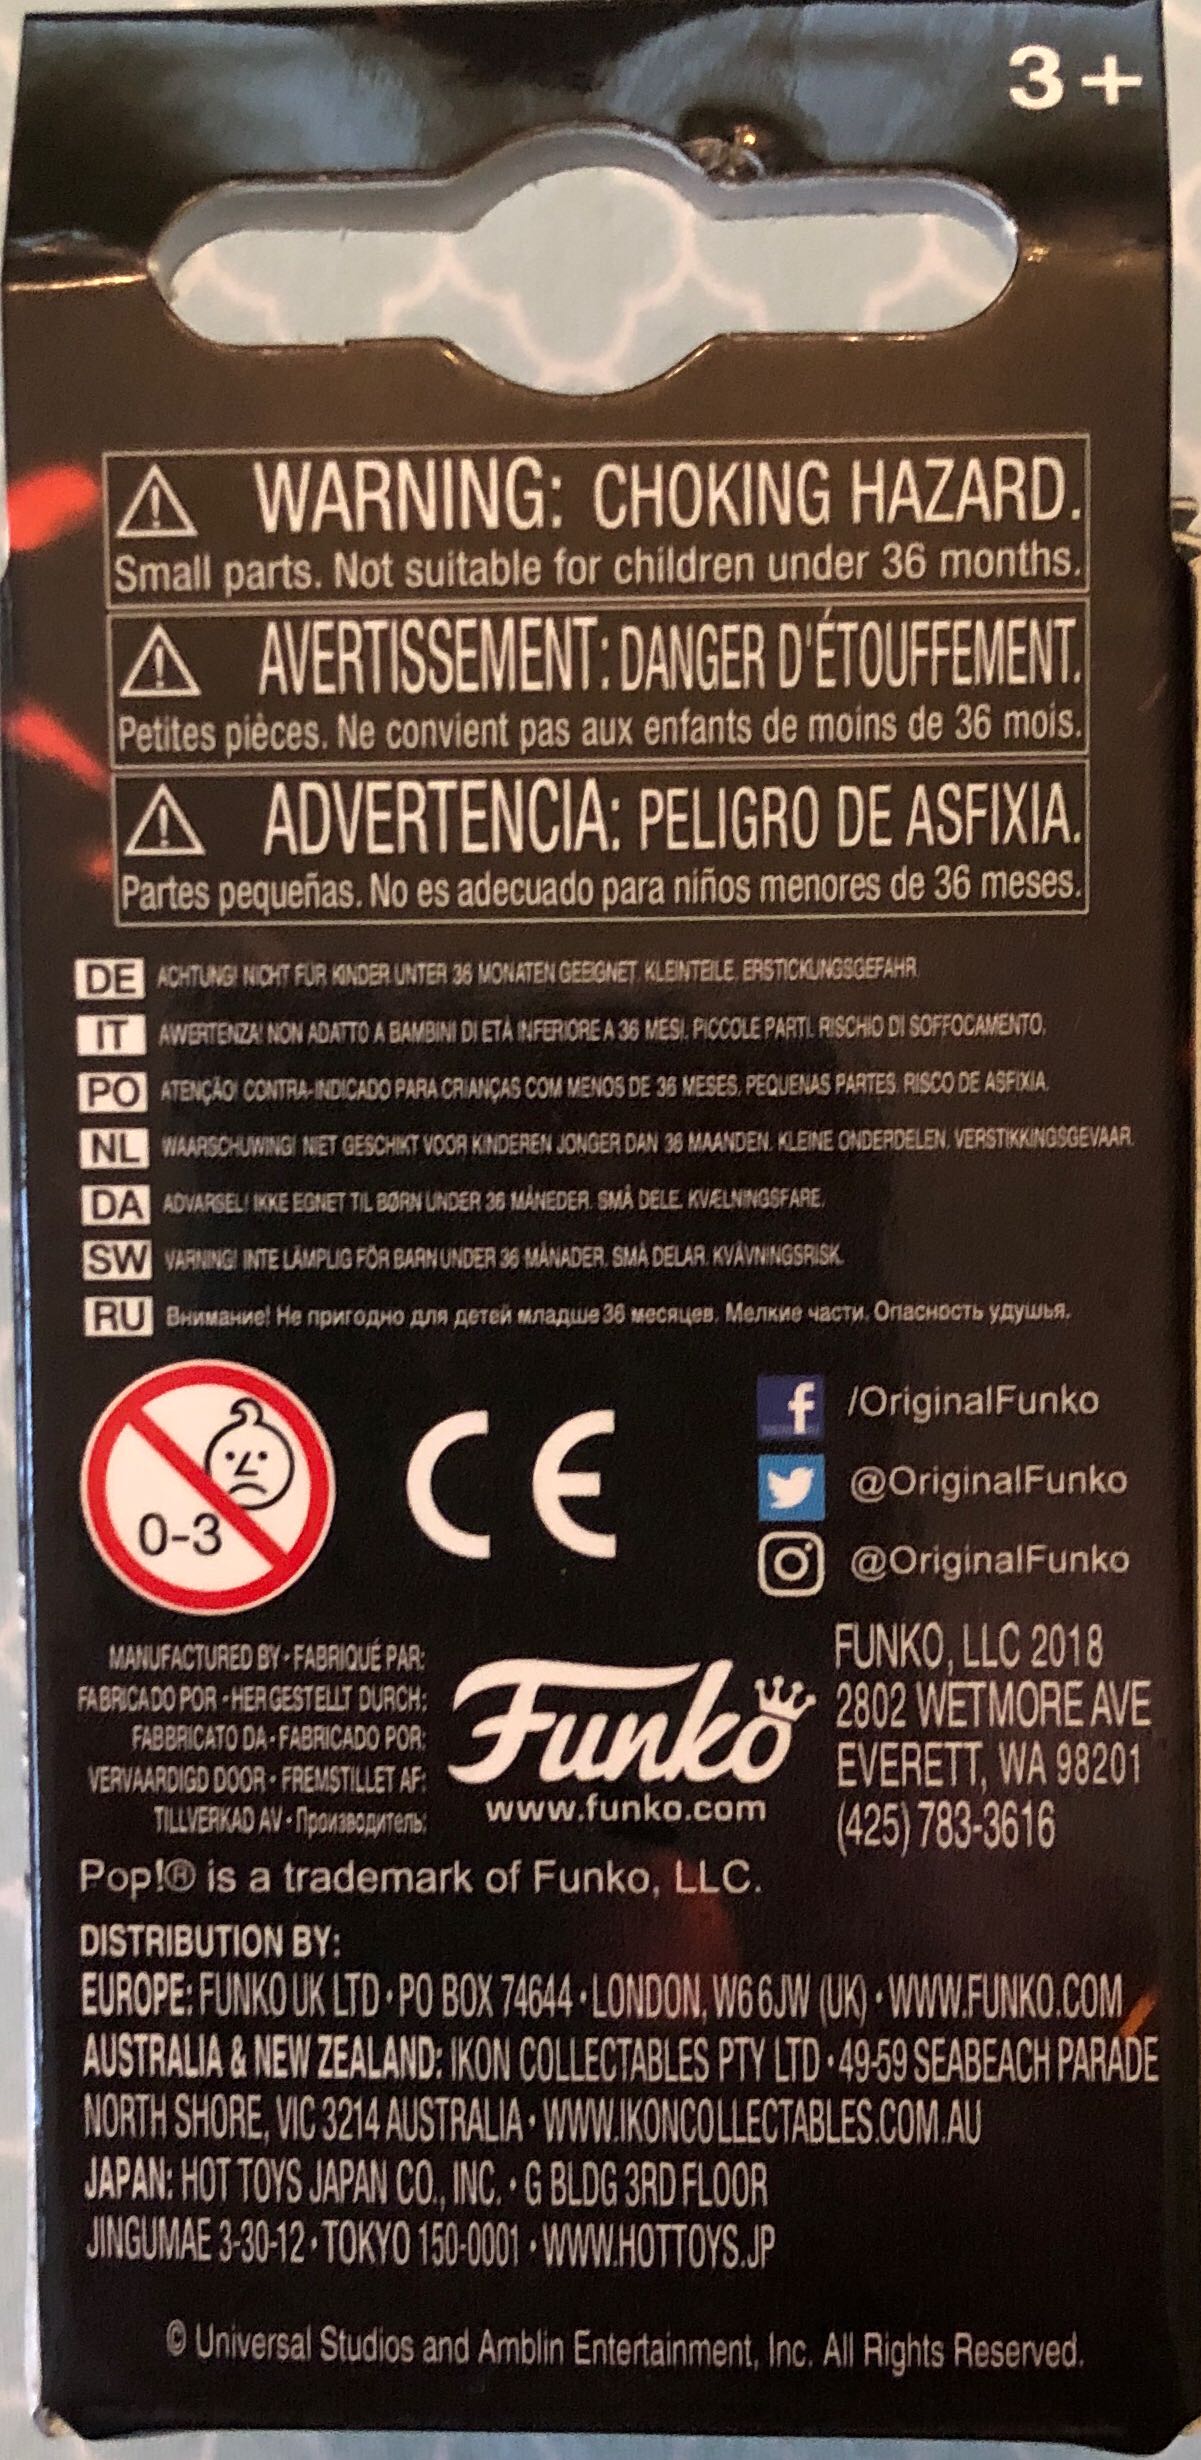 3+
WARNING: CHOKING HAZARD.
Small parts. Not suitable for children under 36 months.
AVERTISSEMENT: DANGER D'ÉTOUFFEMENT.
Petites pièces. Ne convient pas aux enfants de moins de 36 mois.
ADVERTENCIA: PELIGRO DE ASFIXIA.
Partes pequeñas. No es adecuado para niños menores de 36 meses.
DE ACHTUNG! NICHT FÜR KINDER UNTER 36 MONATEN GEEIGNET. KLEINTEILE. ERSTICKUNGSGEFAHR.
IT AVVERTENZA! NON ADATTO A BAMBINI DI ETÀ INFERIORE A 36 MESI. PICCOLE PARTI. RISCHIO DI SOFFOCAMENTO.
PO ATENÇÃO! CONTRA-INDICADO PARA CRIANÇAS COM MENOS DE 36 MESES. PEQUENAS PARTES. RISCO DE ASFIXIA.
NL WAARSCHUWING! NIET GESCHIKT VOOR KINDEREN JONGER DAN 36 MAANDEN. KLEINE ONDERDELEN. VERSTIKKINGSGEVAAR.
DA ADVARSEL! IKKE EGNET TIL BØRN UNDER 36 MÅNEDER. SMÅ DELE. KVÆLNINGSFARE.
SW VARNING! INTE LÄMPLIG FÖR BARN UNDER 36 MÅNADER. SMÅ DELAR. KVÄVNINGSRISK.
RU Внимание! Не пригодно для детей младше 36 месяцев. Мелкие части. Опасность удушья.
0-3
CE
/OriginalFunko
@OriginalFunko
@OriginalFunko
MANUFACTURED BY • FABRIQUÉ PAR:
FABRICADO POR • HERGESTELLT DURCH:
FABBRICATO DA • FABRICADO POR:
VERVAARDIGD DOOR • FREMSTILLET AF:
TILLVERKAD AV • Производитель:
Funko
www.funko.com
FUNKO, LLC 2018
2802 WETMORE AVE
EVERETT, WA 98201
(425) 783-3616
Pop!® is a trademark of Funko, LLC.
DISTRIBUTION BY:
EUROPE: FUNKO UK LTD • PO BOX 74644 • LONDON, W6 6JW (UK) • WWW.FUNKO.COM
AUSTRALIA & NEW ZEALAND: IKON COLLECTABLES PTY LTD • 49-59 SEABEACH PARADE
NORTH SHORE, VIC 3214 AUSTRALIA • WWW.IKONCOLLECTABLES.COM.AU
JAPAN: HOT TOYS JAPAN CO., INC. • G BLDG 3RD FLOOR
JINGUMAE 3-30-12 • TOKYO 150-0001 • WWW.HOTTOYS.JP
© Universal Studios and Amblin Entertainment, Inc. All Rights Reserved.